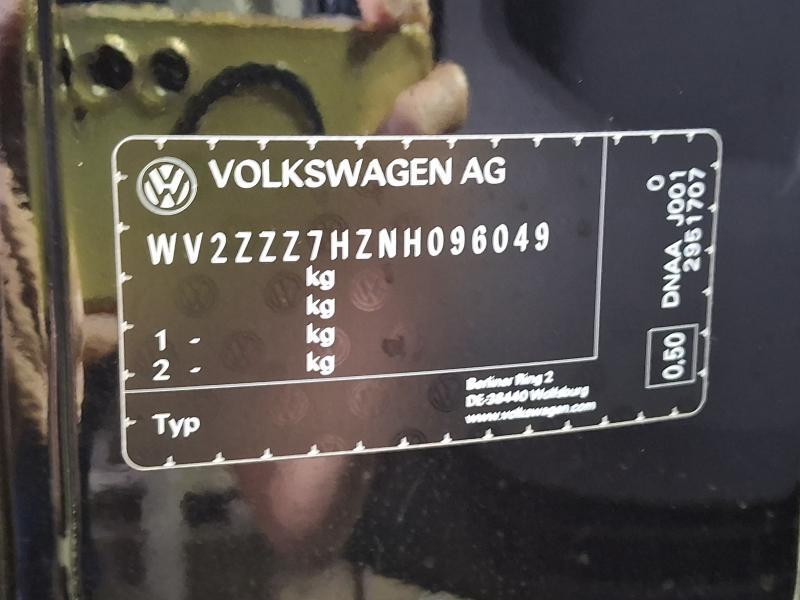 VOLKSWAGEN AG
WV2ZZZ7HZNH096049
kg
kg
1 - kg
2 - kg
Typ
Berliner Ring 2
DE-38440 Wolfsburg
www.volkswagen.com
0
0,50 DNAA J001
2951707